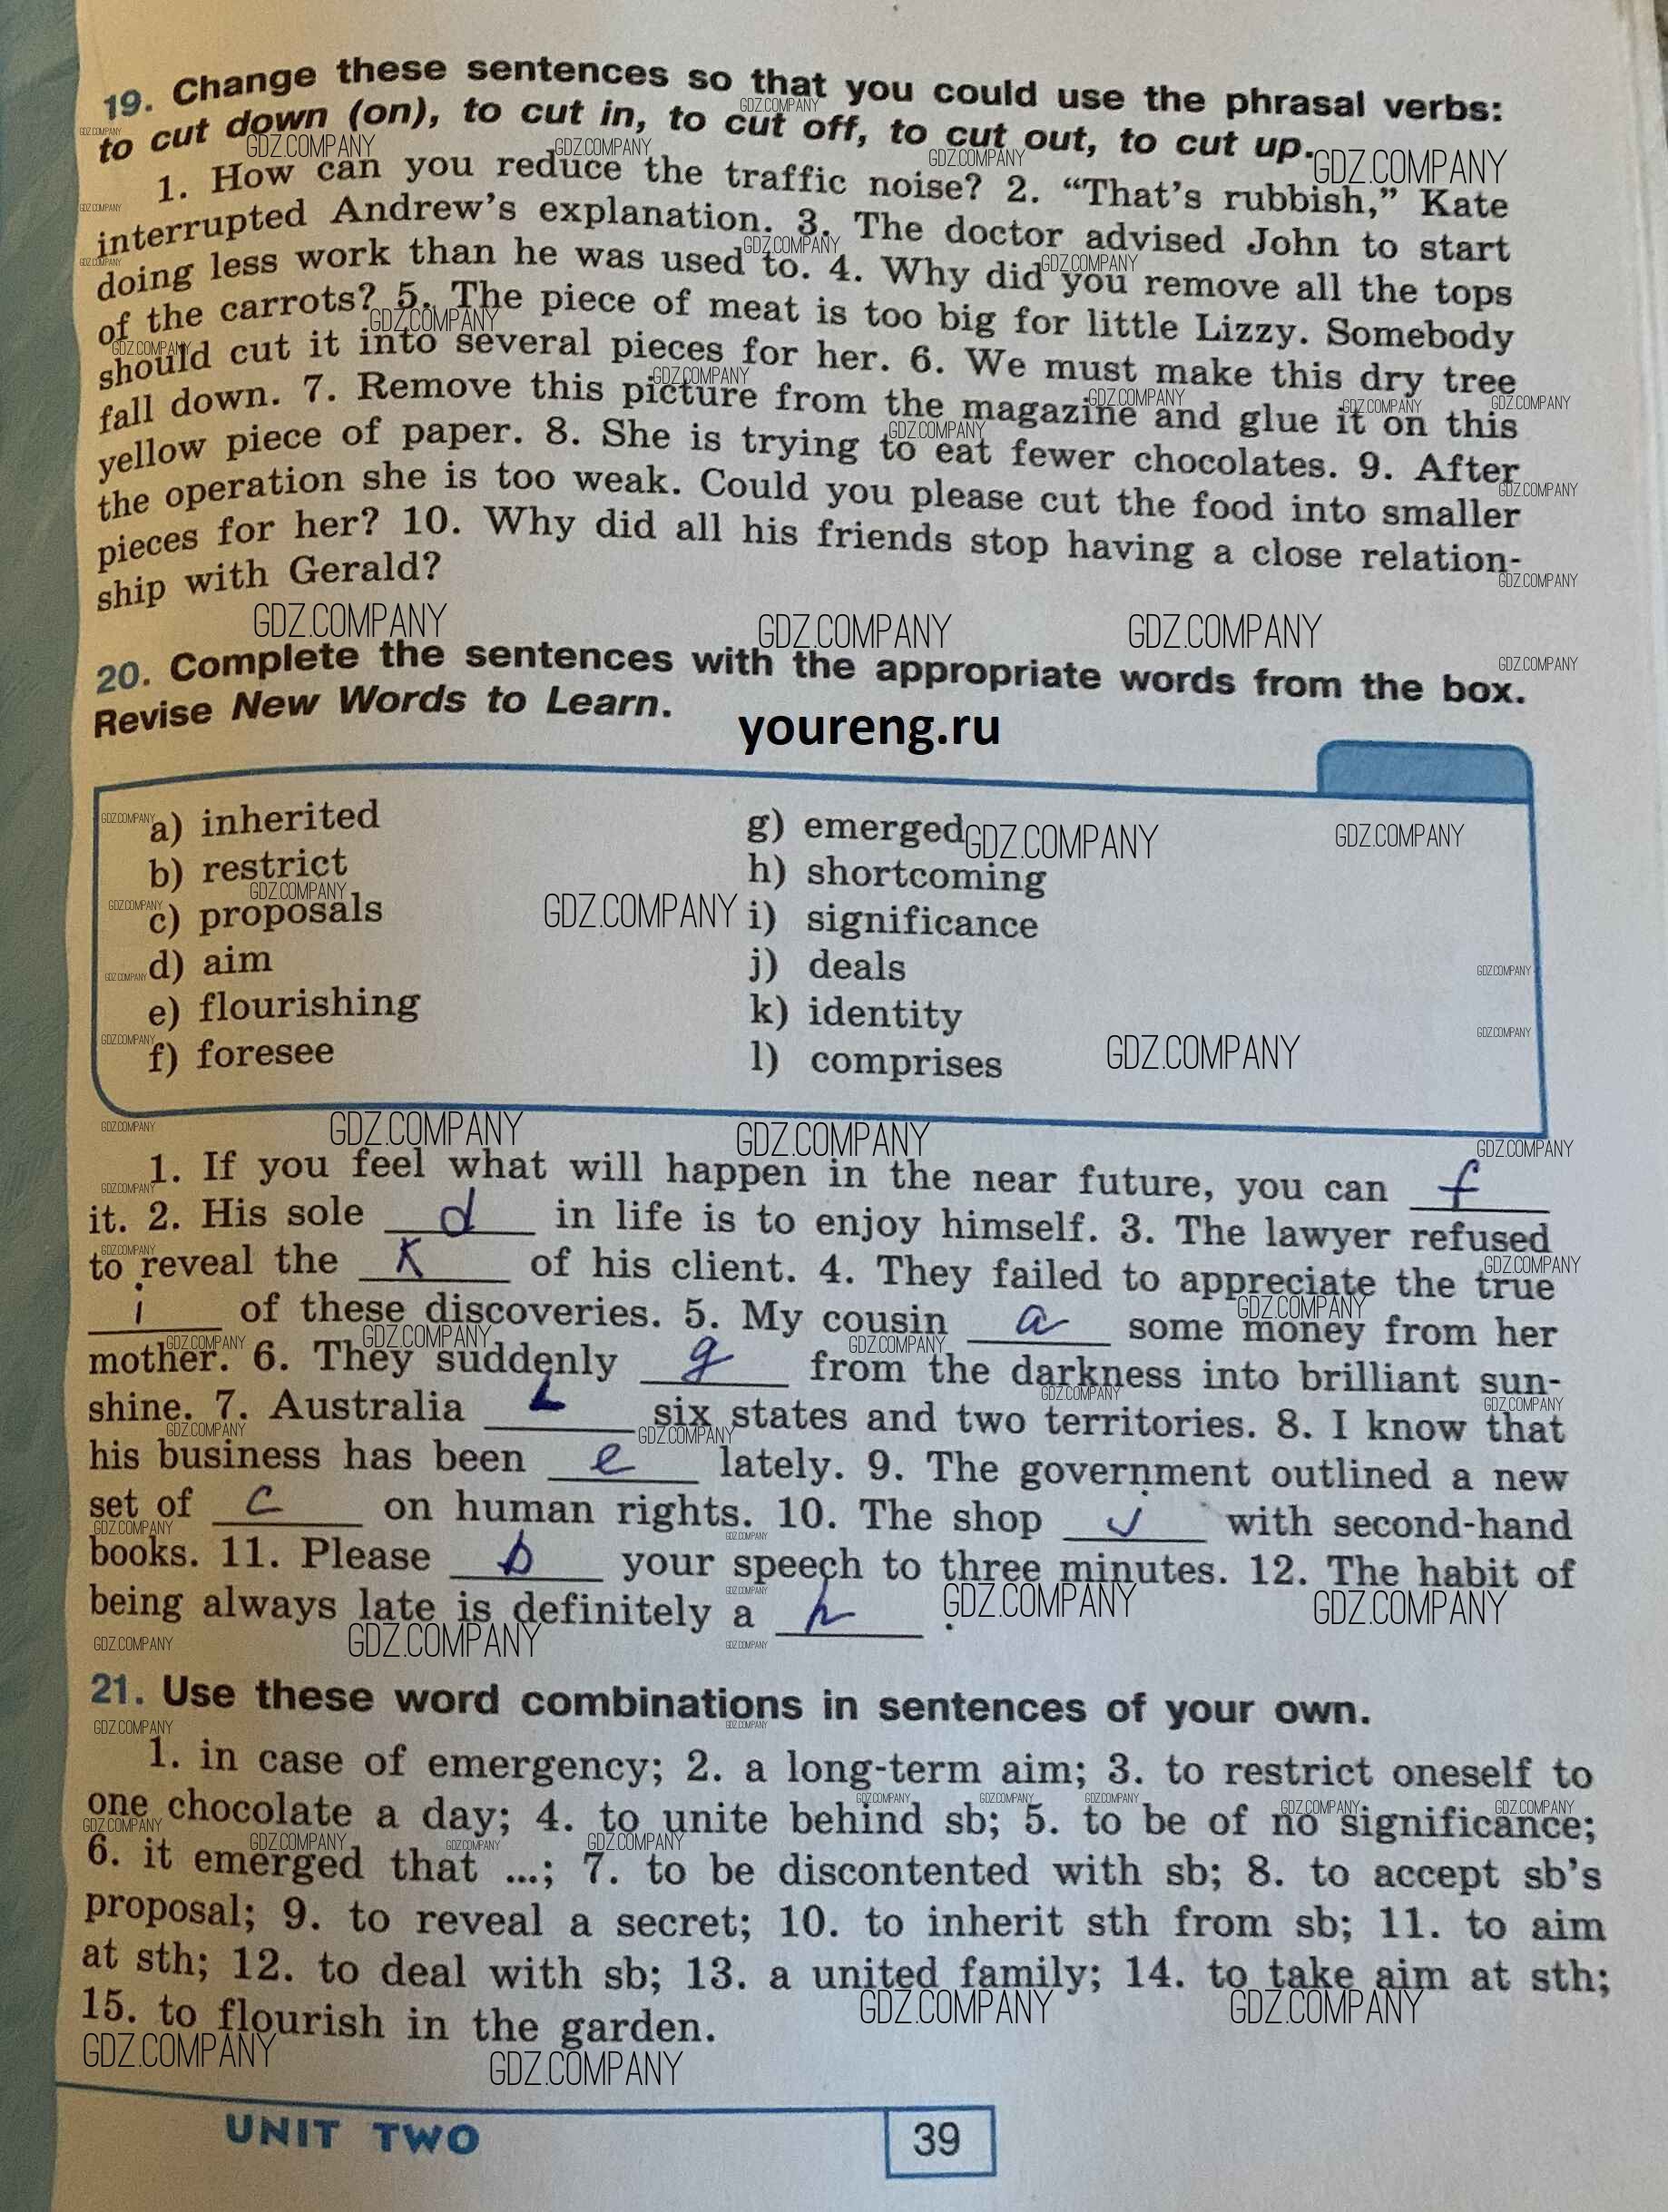 19. Change these sentences so that you could use the phrasal verbs:
to cut down (on), to cut in, to cut off, to cut out, to cut up.
1. How can you reduce the traffic noise? 2. “That’s rubbish,” Kate
interrupted Andrew’s explanation. 3. The doctor advised John to start
doing less work than he was used to. 4. Why did you remove all the tops
of the carrots? 5. The piece of meat is too big for little Lizzy. Somebody
should cut it into several pieces for her. 6. We must make this dry tree
fall down. 7. Remove this picture from the magazine and glue it on this
yellow piece of paper. 8. She is trying to eat fewer chocolates. 9. After
the operation she is too weak. Could you please cut the food into smaller
pieces for her? 10. Why did all his friends stop having a close relation-
ship with Gerald?
GDZ.COMPANY GDZ.COMPANY GDZ.COMPANY
20. Complete the sentences with the appropriate words from the box.
Revise New Words to Learn.
youreng.ru
a) inherited
b) restrict
c) proposals
d) aim
e) flourishing
f) foresee
g) emerged
h) shortcoming
i) significance
j) deals
k) identity
l) comprises
GDZ.COMPANY GDZ.COMPANY
1. If you feel what will happen in the near future, you can f
it. 2. His sole d in life is to enjoy himself. 3. The lawyer refused
to reveal the K of his client. 4. They failed to appreciate the true
i of these discoveries. 5. My cousin a some money from her
mother. 6. They suddenly g from the darkness into brilliant sun-
shine. 7. Australia L six states and two territories. 8. I know that
his business has been e lately. 9. The government outlined a new
set of c on human rights. 10. The shop j with second-hand
books. 11. Please b your speech to three minutes. 12. The habit of
being always late is definitely a h .
21. Use these word combinations in sentences of your own.
1. in case of emergency; 2. a long-term aim; 3. to restrict oneself to
one chocolate a day; 4. to unite behind sb; 5. to be of no significance;
6. it emerged that ...; 7. to be discontented with sb; 8. to accept sb’s
proposal; 9. to reveal a secret; 10. to inherit sth from sb; 11. to aim
at sth; 12. to deal with sb; 13. a united family; 14. to take aim at sth;
15. to flourish in the garden.
GDZ.COMPANY GDZ.COMPANY
UNIT TWO 39